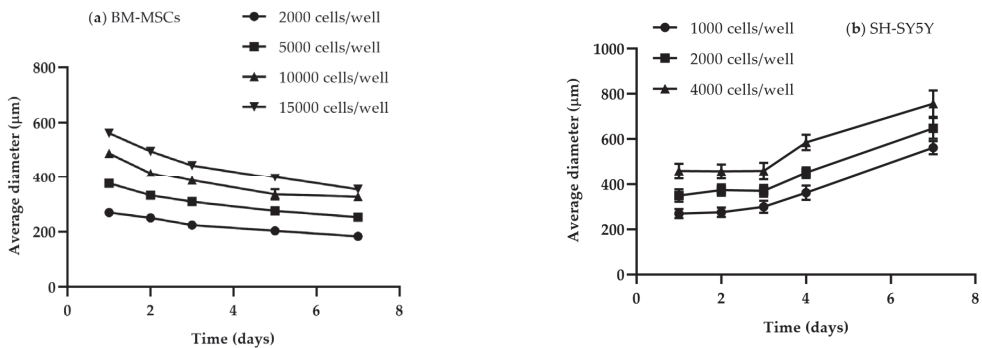 (a) BM-MSCs
2000 cells/well
5000 cells/well
10000 cells/well
15000 cells/well
800
600
400
200
0
Average diameter (μm)
0 2 4 6 8
Time (days)
(b) SH-SY5Y
1000 cells/well
2000 cells/well
4000 cells/well
1000
800
600
400
200
0
Average diameter (μm)
0 2 4 6 8
Time (days)